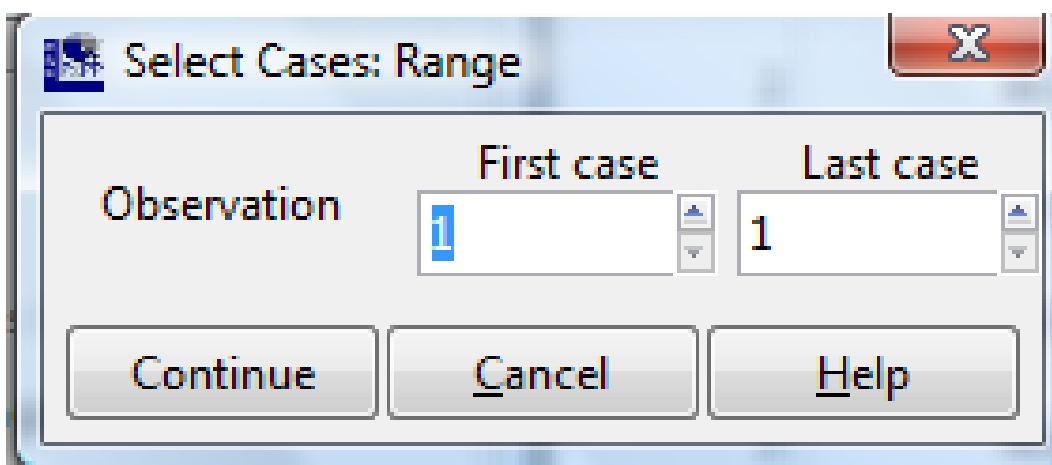 Select Cases: Range
First case Last case
Observation
1 1
Continue Cancel Help